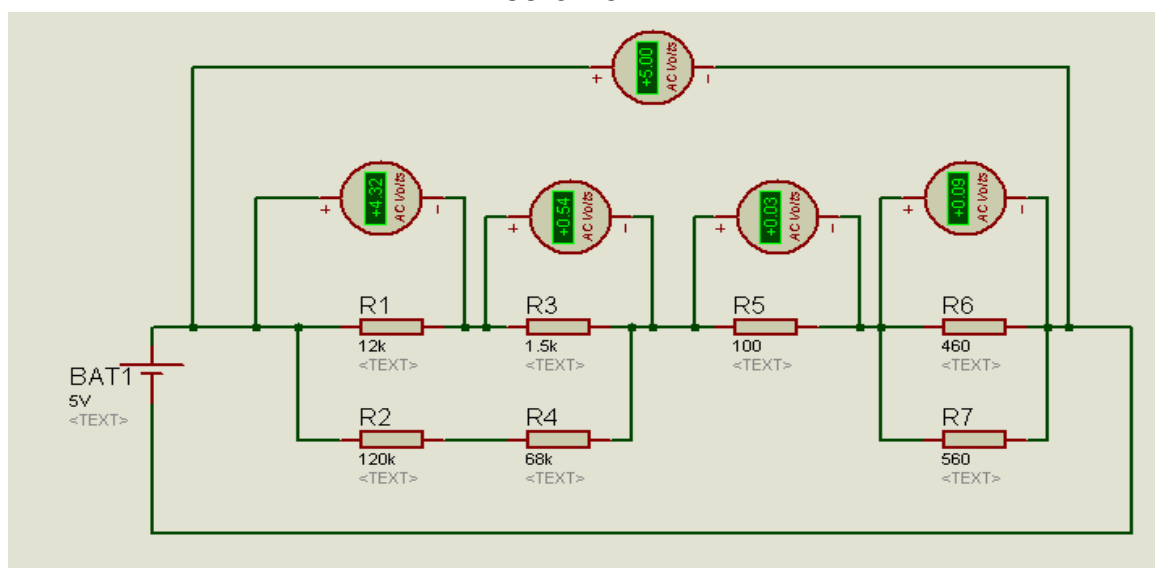 +5.00
AC Volts
+ -
+4.32
AC Volts
+ -
+0.54
AC Volts
+ -
+0.03
AC Volts
+ -
+0.09
AC Volts
+ -
R1
12k
<TEXT>
R3
1.5k
<TEXT>
R5
100
<TEXT>
R6
460
<TEXT>
BAT1
5V
<TEXT>
R2
120k
<TEXT>
R4
68k
<TEXT>
R7
560
<TEXT>